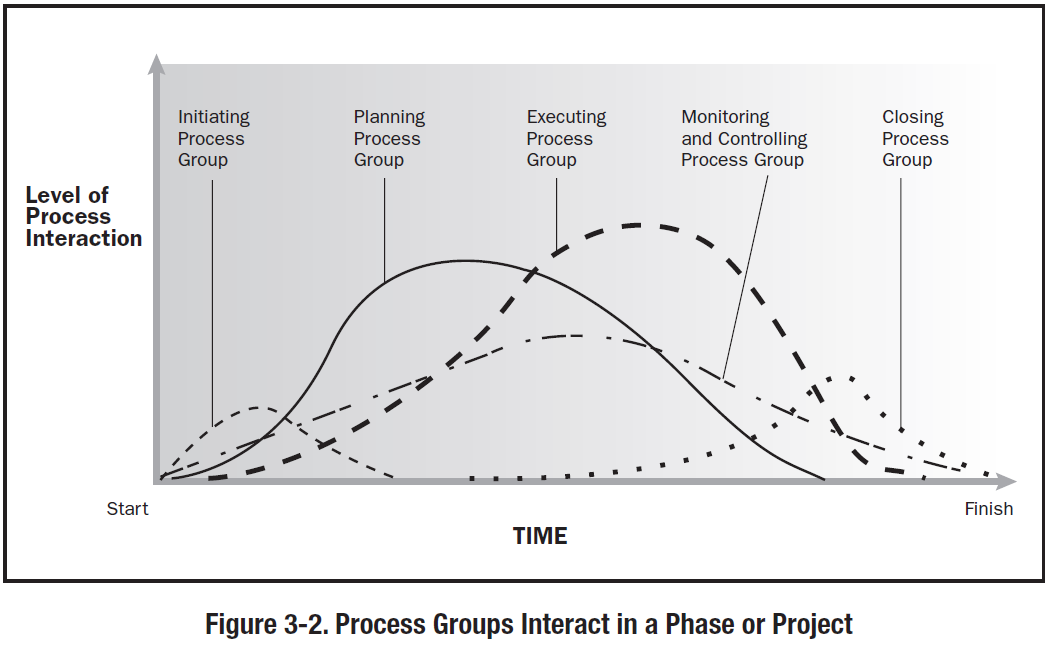 Initiating
Process
Group
Planning
Process
Group
Executing
Process
Group
Monitoring
and Controlling
Process Group
Closing
Process
Group
Level of
Process
Interaction
Start
Finish
TIME
Figure 3-2. Process Groups Interact in a Phase or Project